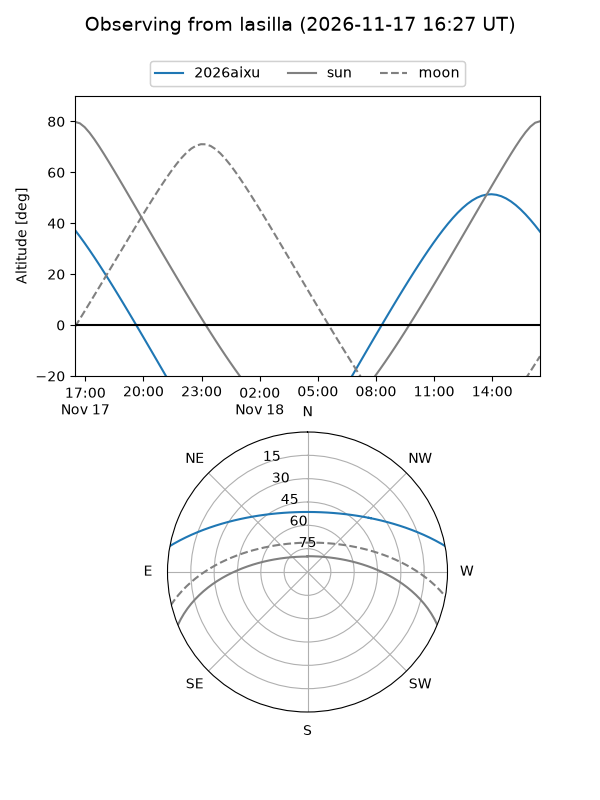 Observing from lasilla (2026-11-17 16:27 UT)
2026aixu sun moon
80
60
40
20
0
−20
Altitude [deg]
17:00 20:00 23:00 02:00 05:00 08:00 11:00 14:00
Nov 17 Nov 18
N
NE NW
15
30
45
60
75
E W
SE SW
S